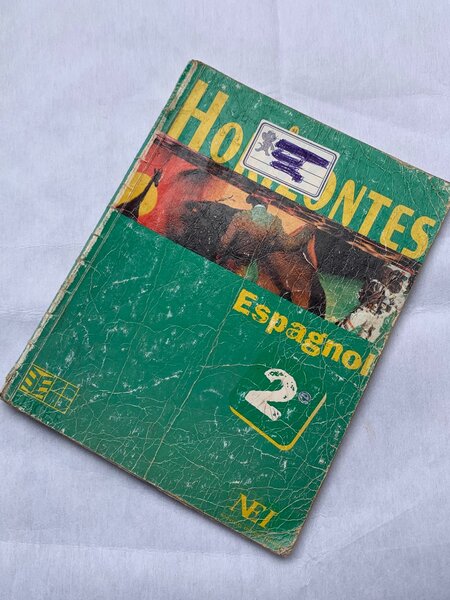 HORIZONTES
Espagnol
2
NEI